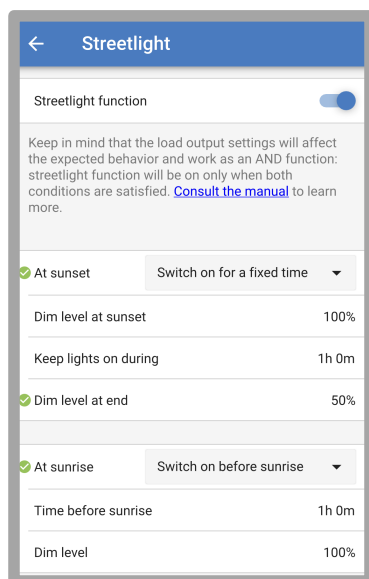 Streetlight
Streetlight function
Keep in mind that the load output settings will affect
the expected behavior and work as an AND function:
streetlight function will be on only when both
conditions are satisfied. Consult the manual to learn
more.
At sunset Switch on for a fixed time
Dim level at sunset 100%
Keep lights on during 1h 0m
Dim level at end 50%
At sunrise Switch on before sunrise
Time before sunrise 1h 0m
Dim level 100%